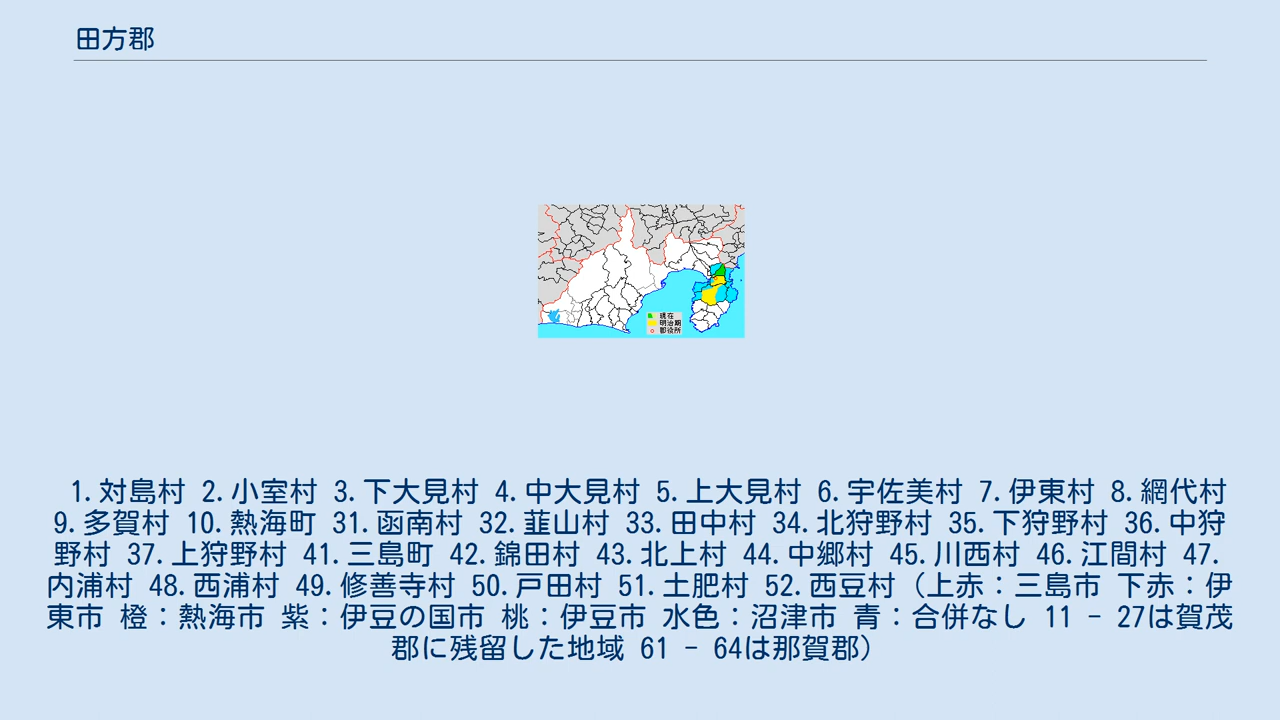 田方郡
現在
明治期
郡役所
1.対島村 2.小室村 3.下大見村 4.中大見村 5.上大見村 6.宇佐美村 7.伊東村 8.網代村
9.多賀村 10.熱海町 31.函南村 32.韮山村 33.田中村 34.北狩野村 35.下狩野村 36.中狩
野村 37.上狩野村 41.三島町 42.錦田村 43.北上村 44.中郷村 45.川西村 46.江間村 47.
内浦村 48.西浦村 49.修善寺村 50.戸田村 51.土肥村 52.西豆村（上赤：三島市 下赤：伊
東市 橙：熱海市 紫：伊豆の国市 桃：伊豆市 水色：沼津市 青：合併なし 11 - 27は賀茂
郡に残留した地域 61 - 64は那賀郡）